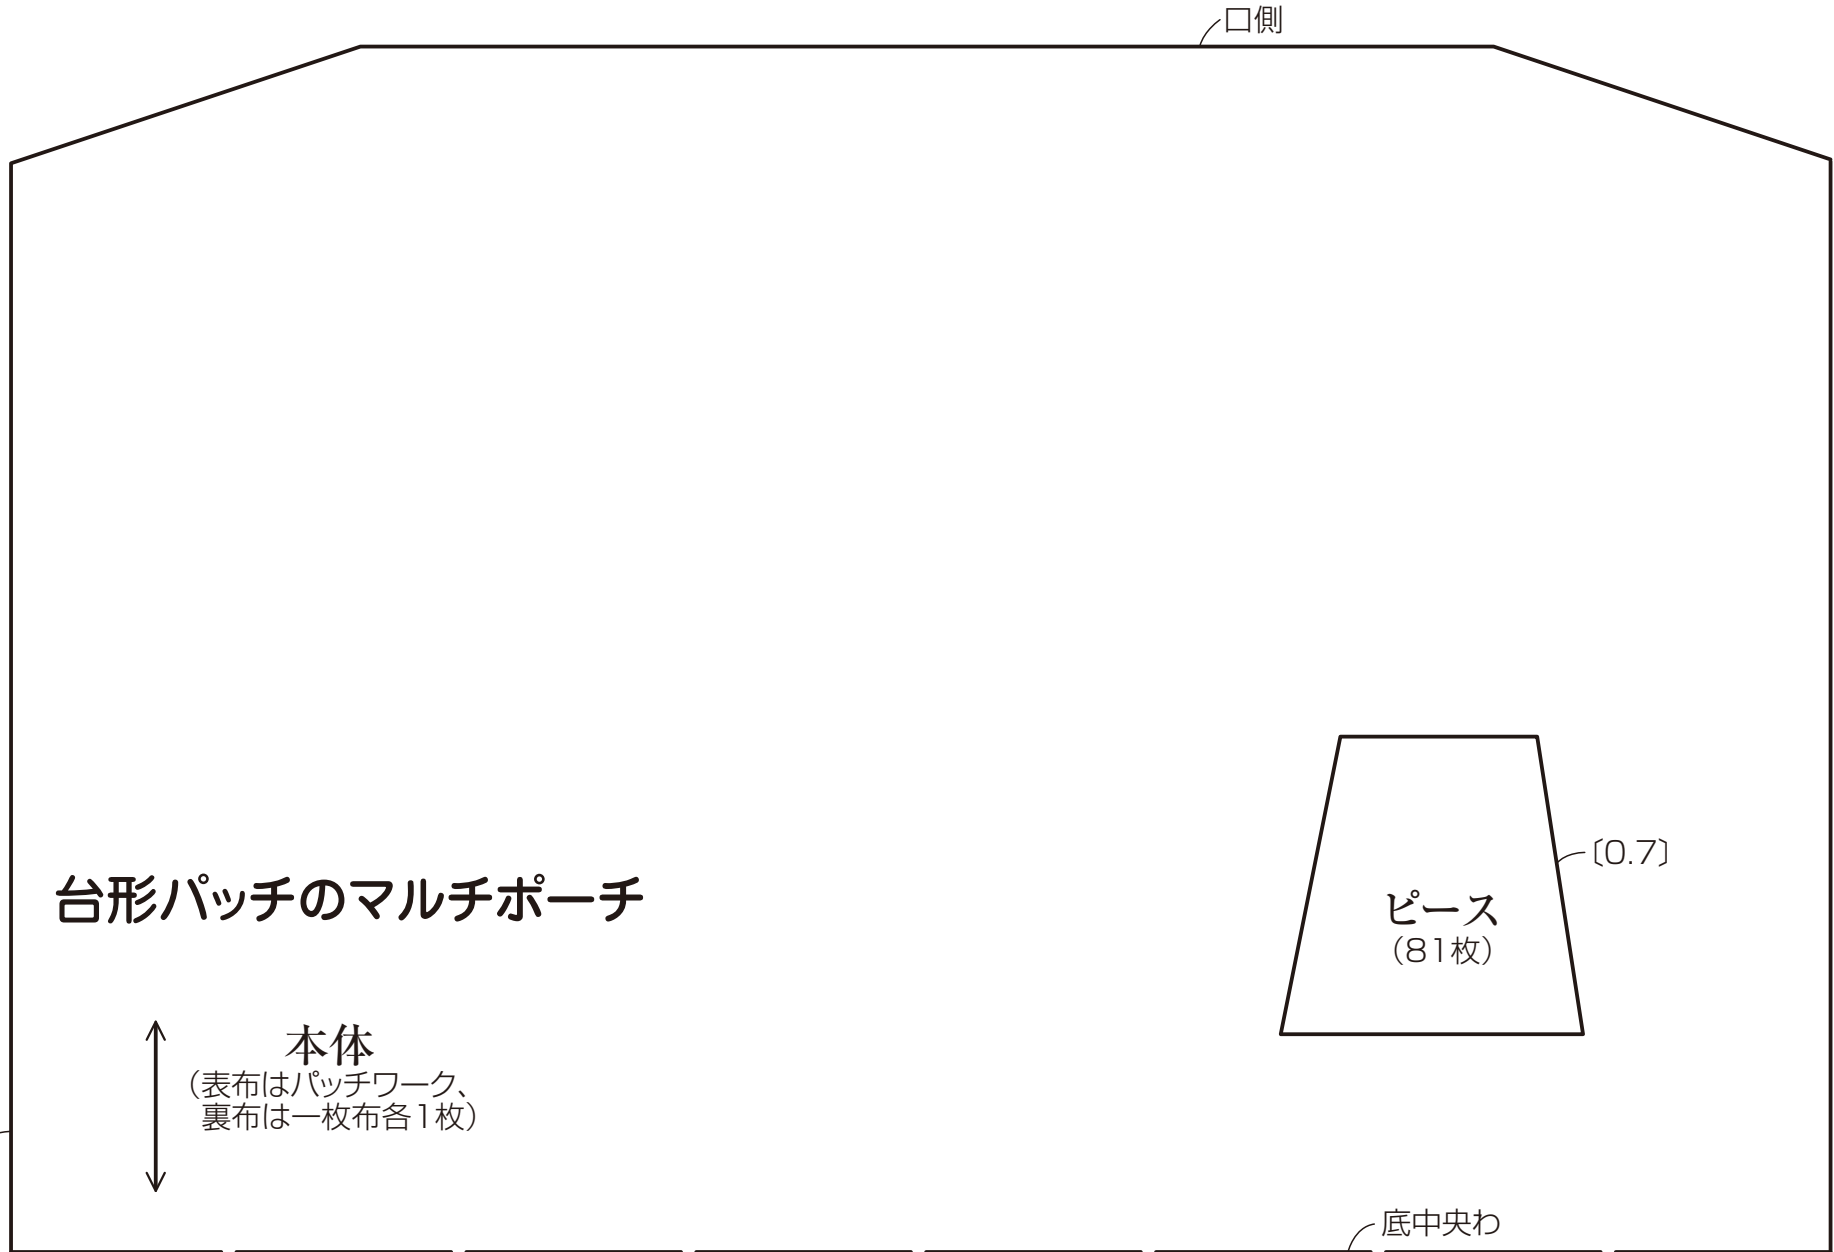 口側
〔0.7〕
ピース
（81枚）
台形パッチのマルチポーチ
本体
（表布はパッチワーク、
裏布は一枚布各1枚）
底中央わ